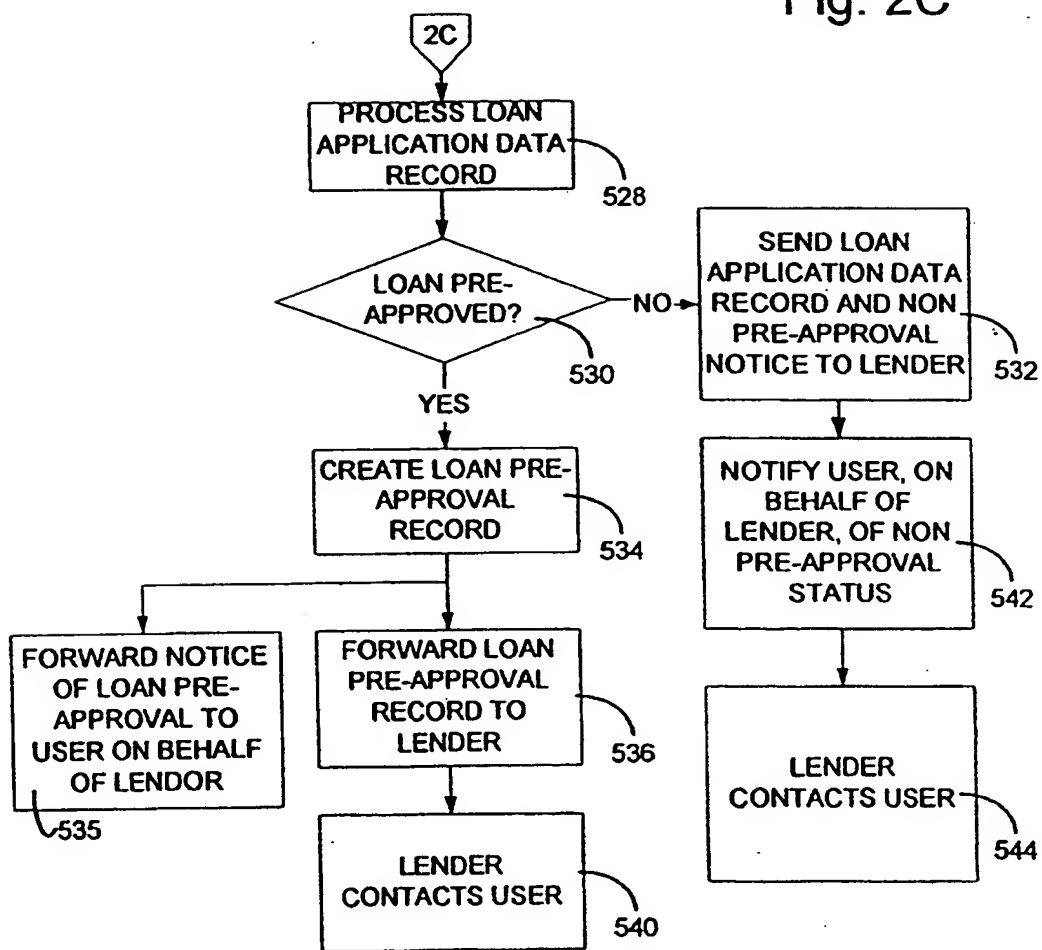 Fig. 2C
2C
PROCESS LOAN
APPLICATION DATA
RECORD
528
LOAN PRE-
APPROVED?
530
NO
YES
SEND LOAN
APPLICATION DATA
RECORD AND NON
PRE-APPROVAL
NOTICE TO LENDER
532
CREATE LOAN PRE-
APPROVAL
RECORD
534
NOTIFY USER, ON
BEHALF OF
LENDER, OF NON
PRE-APPROVAL
STATUS
542
FORWARD NOTICE
OF LOAN PRE-
APPROVAL TO
USER ON BEHALF
OF LENDOR
535
FORWARD LOAN
PRE-APPROVAL
RECORD TO
LENDER
536
LENDER
CONTACTS USER
544
LENDER
CONTACTS USER
540